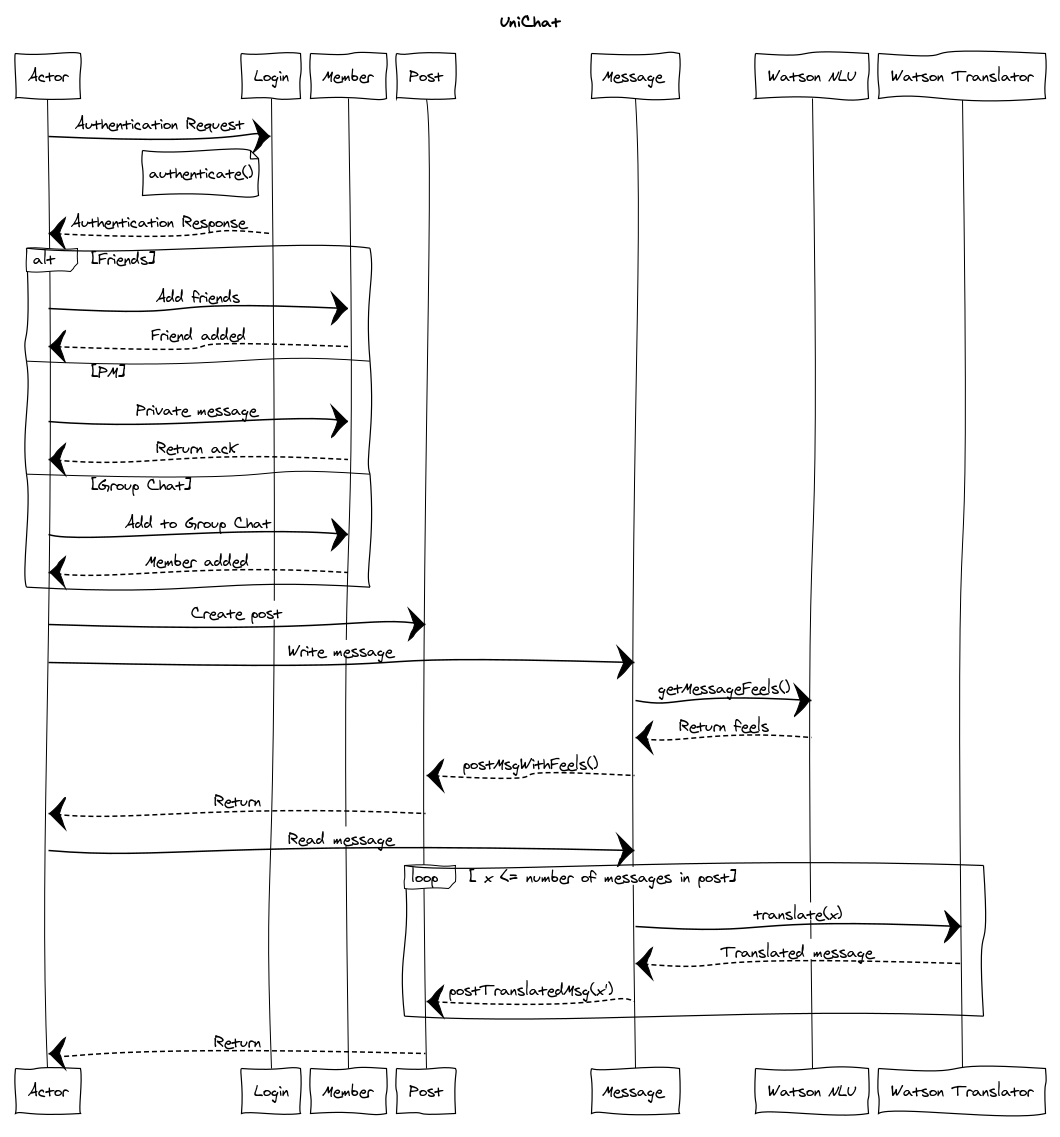 UniChat
Actor Login Member Post Message Watson NLU Watson Translator
Authentication Request
authenticate()
Authentication Response
alt [Friends]
Add friends
Friend added
[PM]
Private message
Return ack
[Group Chat]
Add to Group Chat
Member added
Create post
Write message
getMessageFeels()
Return feels
postMsgWithFeels()
Return
Read message
loop [ x <= number of messages in post]
translate(x)
Translated message
postTranslatedMsg(x')
Return
Actor Login Member Post Message Watson NLU Watson Translator